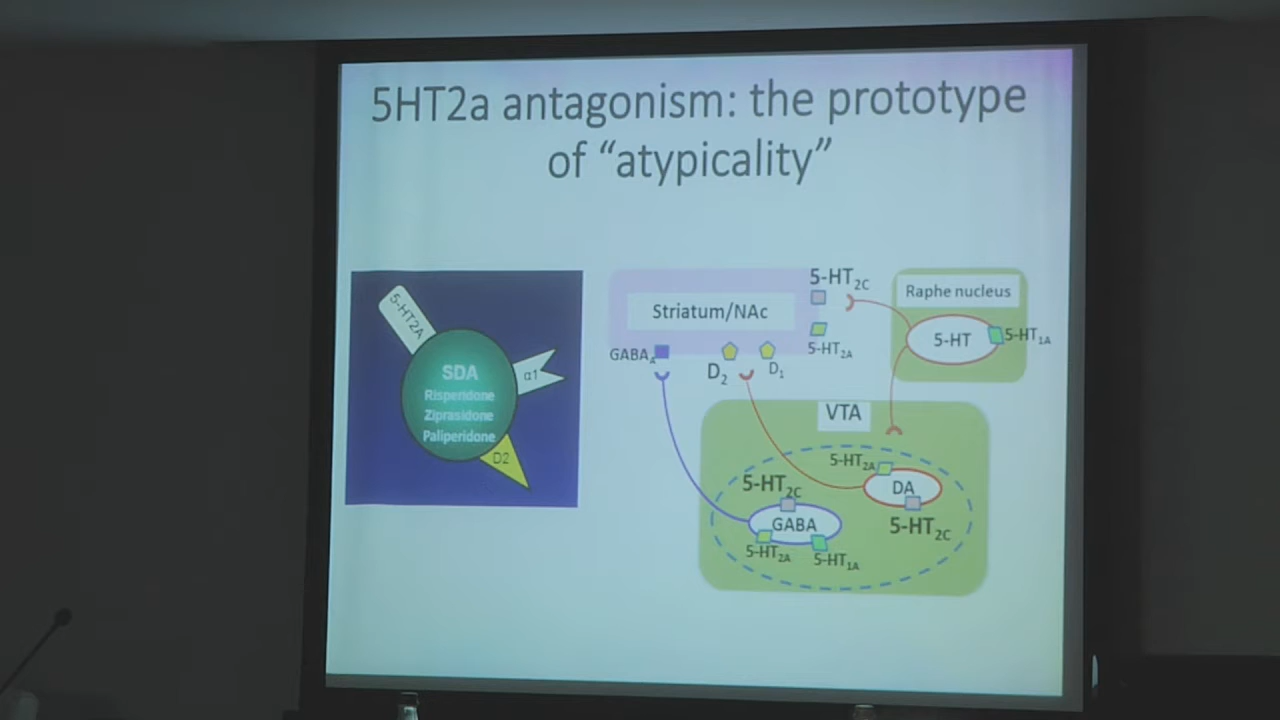 5HT2a antagonism: the prototype
of “atypicality”
5-HT2A
SDA
Risperidone
Ziprasidone
Paliperidone
α1
D2
Striatum/NAc
5-HT2C
5-HT2A
GABAA
D2
D1
Raphe nucleus
5-HT
5-HT1A
VTA
5-HT2A
DA
5-HT2C
5-HT2C
GABA
5-HT2A
5-HT1A